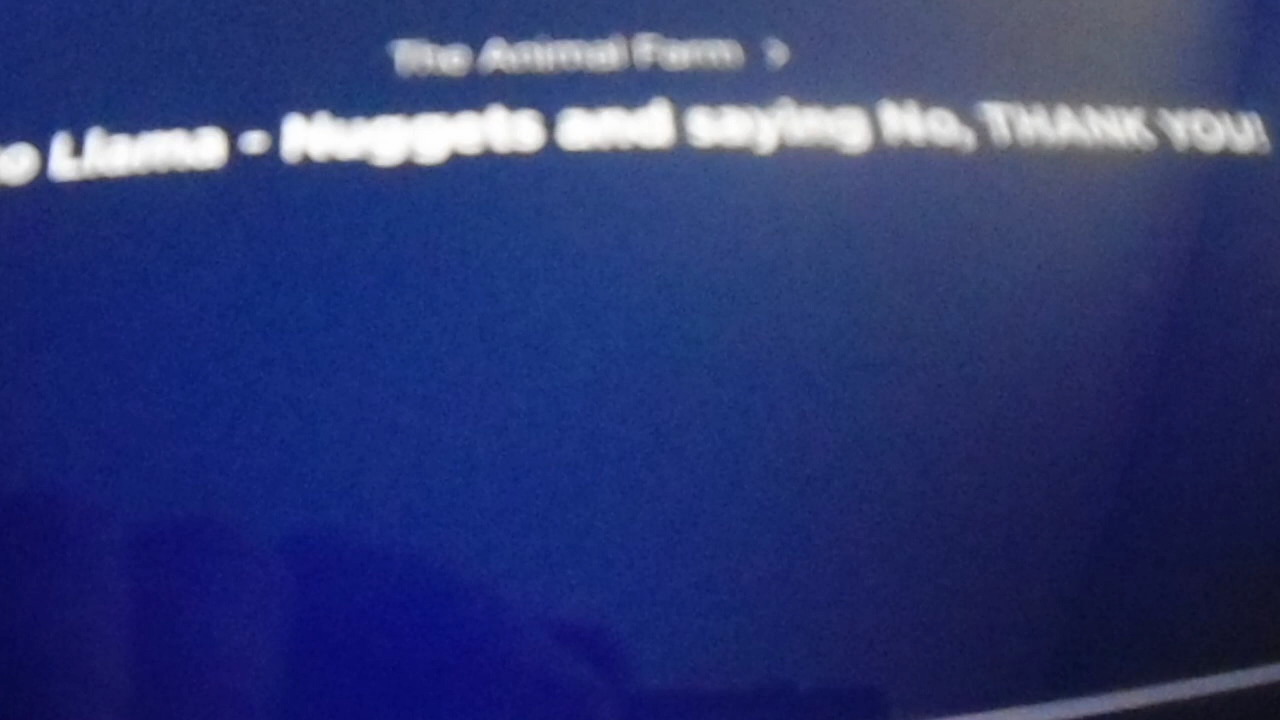 The Animal Farm >
o Llama - Nuggets and saying No, THANK YOU!